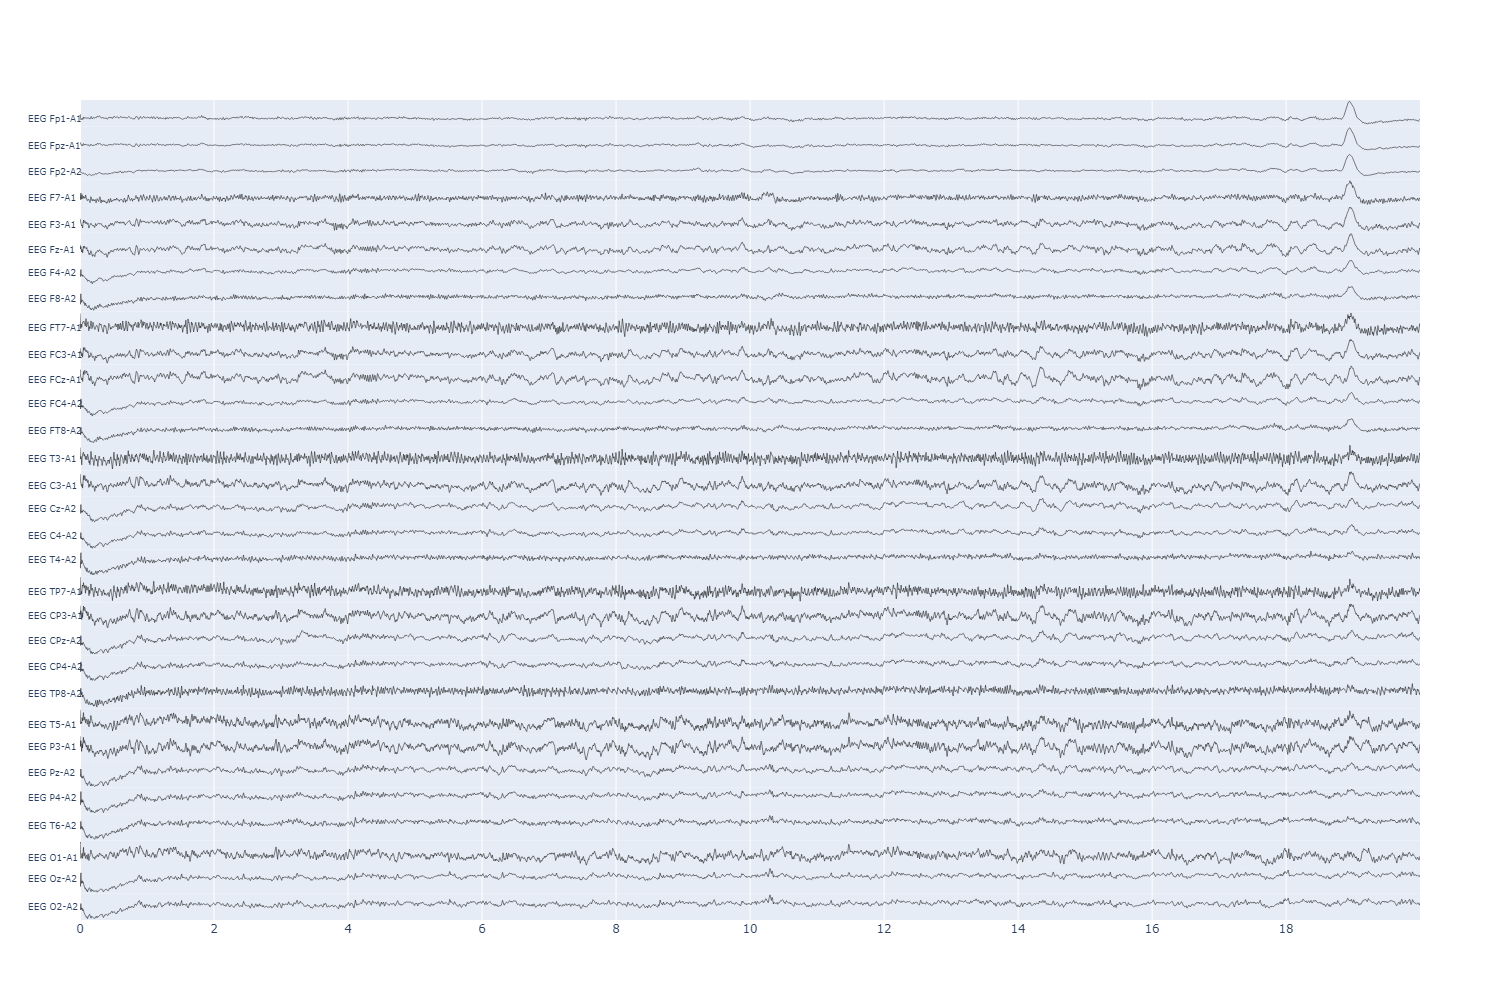 EEG Fp1-A1
EEG Fpz-A1
EEG Fp2-A2
EEG F7-A1
EEG F3-A1
EEG Fz-A1
EEG F4-A2
EEG F8-A2
EEG FT7-A1
EEG FC3-A1
EEG FCz-A1
EEG FC4-A2
EEG FT8-A2
EEG T3-A1
EEG C3-A1
EEG Cz-A2
EEG C4-A2
EEG T4-A2
EEG TP7-A1
EEG CP3-A1
EEG CPz-A2
EEG CP4-A2
EEG TP8-A2
EEG T5-A1
EEG P3-A1
EEG Pz-A2
EEG P4-A2
EEG T6-A2
EEG O1-A1
EEG Oz-A2
EEG O2-A2
0 2 4 6 8 10 12 14 16 18